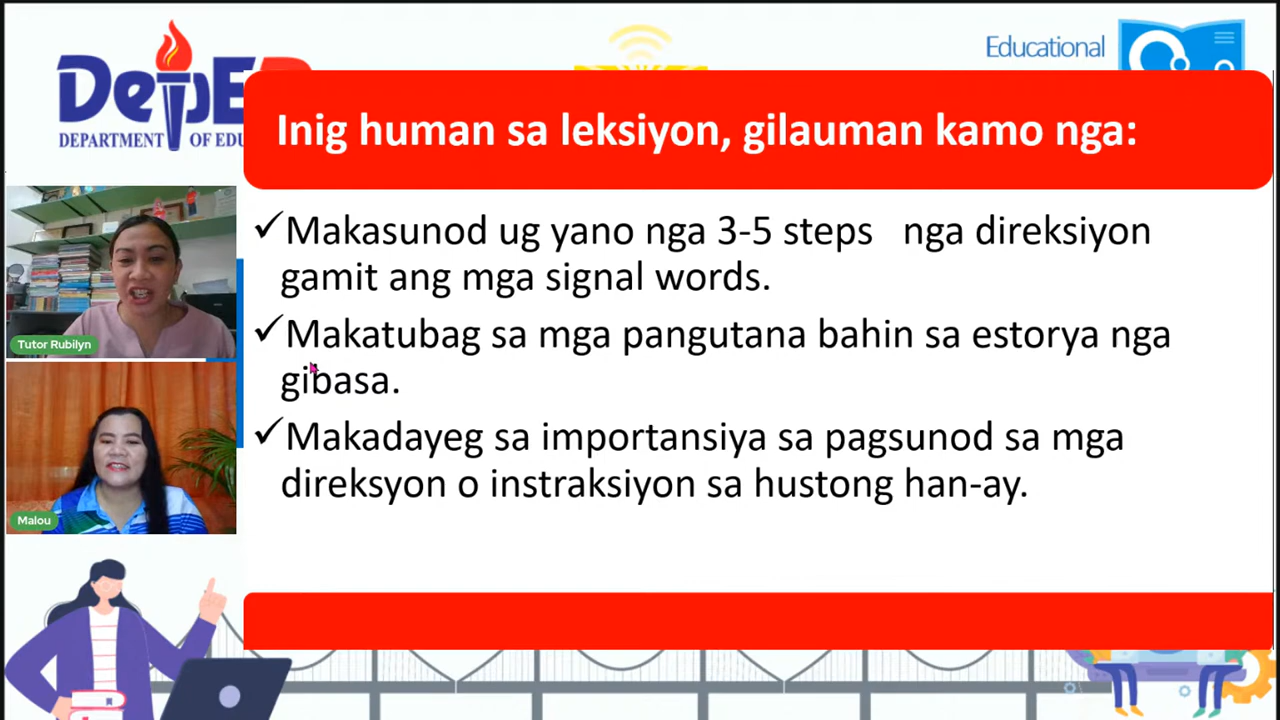 DepE
DEPARTMENT OF EDU
Educational
Inig human sa leksiyon, gilauman kamo nga:
✓Makasunod ug yano nga 3-5 steps nga direksiyon
gamit ang mga signal words.
✓Makatubag sa mga pangutana bahin sa estorya nga
gibasa.
✓Makadayeg sa importansiya sa pagsunod sa mga
direksyon o instraksiyon sa hustong han-ay.
Tutor Rubilyn
Malou